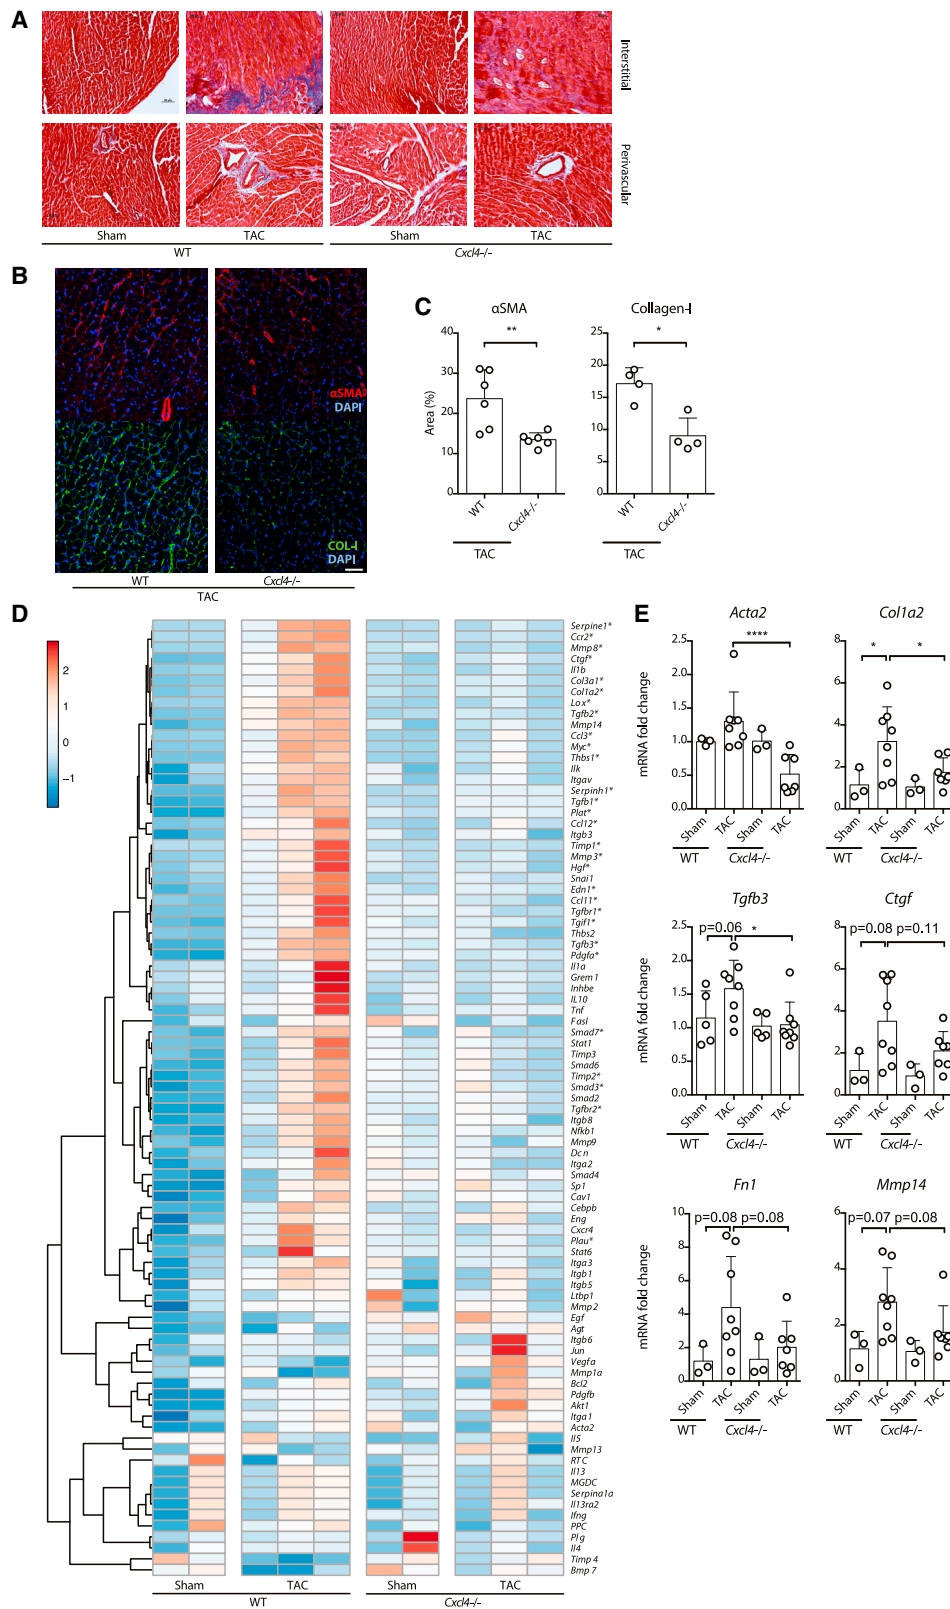 A
Interstitial
Perivascular
Sham
TAC
Sham
TAC
WT
Cxcl4-/-
B
αSMA
DAPI
COL-I
DAPI
WT
Cxcl4-/-
TAC
C
αSMA
Collagen-I
**
*
Area (%)
40
30
20
10
0
25
20
15
10
5
0
WT
Cxcl4-/-
WT
Cxcl4-/-
TAC
TAC
D
2
1
0
−1
Serpine1*
Ccr2*
Mmp8*
Ctgf*
Il1b
Col3a1*
Col1a2*
Lox*
Tgfb2*
Mmp14
Ccl3*
Myc*
Thbs1*
Ilk
Itgav
Serpinh1*
Tgfb1*
Plat*
Ccl12*
Itgb3
Timp1*
Mmp3*
Hgf*
Snai1
Edn1*
Ccl11*
Tgfbr1*
Tgif1*
Thbs2
Tgfb3*
Pdgfa*
Il1a
Grem1
Inhbe
IL10
Tnf
Fasl
Smad7*
Stat1
Timp3
Smad6
Timp2*
Smad3*
Smad2
Tgfbr2*
Itgb8
Nfkb1
Mmp9
Dcn
Itga2
Smad4
Sp1
Cav1
Cebpb
Eng
Cxcr4
Plau*
Stat6
Itga3
Itgb1
Itgb5
Ltbp1
Mmp2
Egf
Agt
Itgb6
Jun
Vegfa
Mmp1a
Bcl2
Pdgfb
Akt1
Itga1
Acta2
Il5
Mmp13
RTC
Il13
MGDC
Serpina1a
Il13ra2
Ifng
PPC
Plg
Il4
Timp4
Bmp7
Sham
TAC
Sham
TAC
WT
Cxcl4-/-
E
Acta2
Col1a2
****
*
*
mRNA fold change
2.5
2.0
1.5
1.0
0.5
0.0
8
6
4
2
0
Sham
TAC
Sham
TAC
Sham
TAC
Sham
TAC
WT
Cxcl4-/-
WT
Cxcl4-/-
Tgfb3
Ctgf
p=0.06
*
p=0.08
p=0.11
mRNA fold change
2.5
2.0
1.5
1.0
0.5
0.0
8
6
4
2
0
Sham
TAC
Sham
TAC
Sham
TAC
Sham
TAC
WT
Cxcl4-/-
WT
Cxcl4-/-
Fn1
Mmp14
p=0.08
p=0.08
p=0.07
p=0.08
mRNA fold change
10
8
6
4
2
0
6
4
2
0
Sham
TAC
Sham
TAC
Sham
TAC
Sham
TAC
WT
Cxcl4-/-
WT
Cxcl4-/-